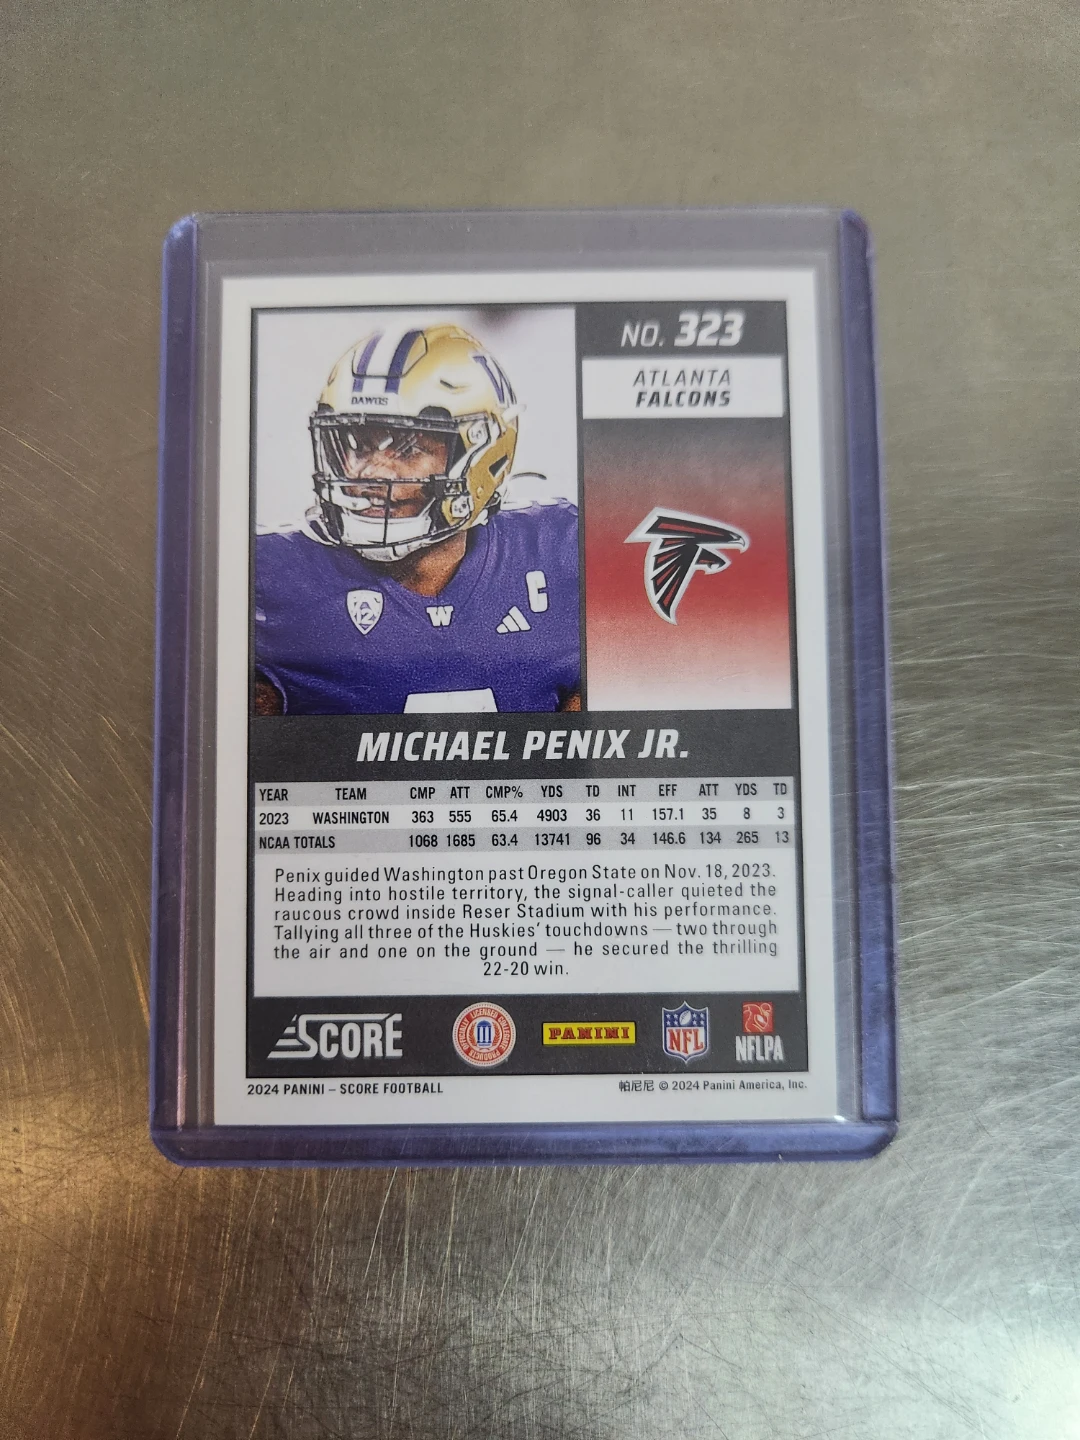 NO. 323
ATLANTA
FALCONS
DAWGS
W
12
W
C
MICHAEL PENIX JR.
YEAR TEAM CMP ATT CMP% YDS TD INT EFF ATT YDS TD
2023 WASHINGTON 363 555 65.4 4903 36 11 157.1 35 8 3
NCAA TOTALS 1068 1685 63.4 13741 96 34 146.6 134 265 13
Penix guided Washington past Oregon State on Nov. 18, 2023.
Heading into hostile territory, the signal-caller quieted the
raucous crowd inside Reser Stadium with his performance.
Tallying all three of the Huskies' touchdowns — two through
the air and one on the ground — he secured the thrilling
22-20 win.
SCORE
OFFICIALLY LICENSED COLLEGIATE PRODUCTS
PANINI
NFL
NFLPA
2024 PANINI – SCORE FOOTBALL
帕尼尼 © 2024 Panini America, Inc.